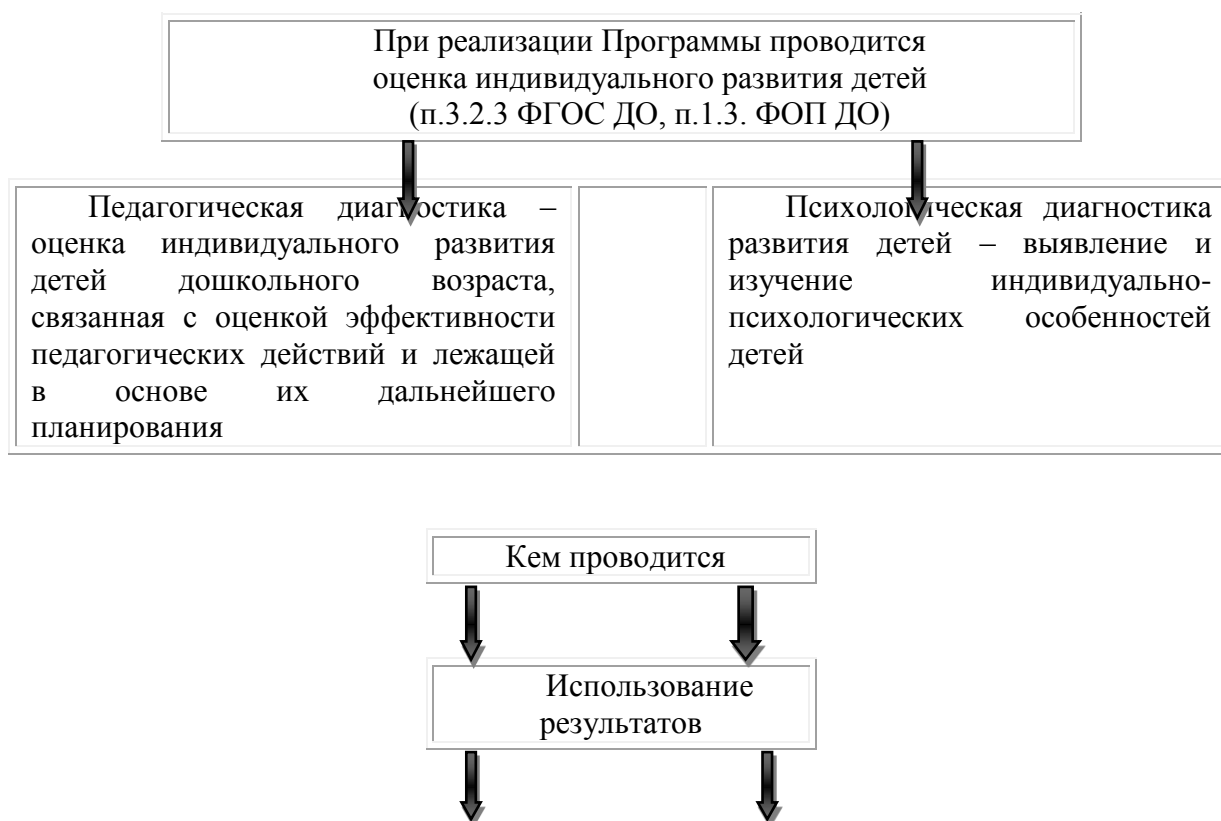 При реализации Программы проводится
оценка индивидуального развития детей
(п.3.2.3 ФГОС ДО, п.1.3. ФОП ДО)
Педагогическая диагностика –
оценка индивидуального развития
детей дошкольного возраста,
связанная с оценкой эффективности
педагогических действий и лежащей
в основе их дальнейшего
планирования
Психологическая диагностика
развития детей – выявление и
изучение индивидуально-
психологических особенностей
детей
Кем проводится
Использование
результатов